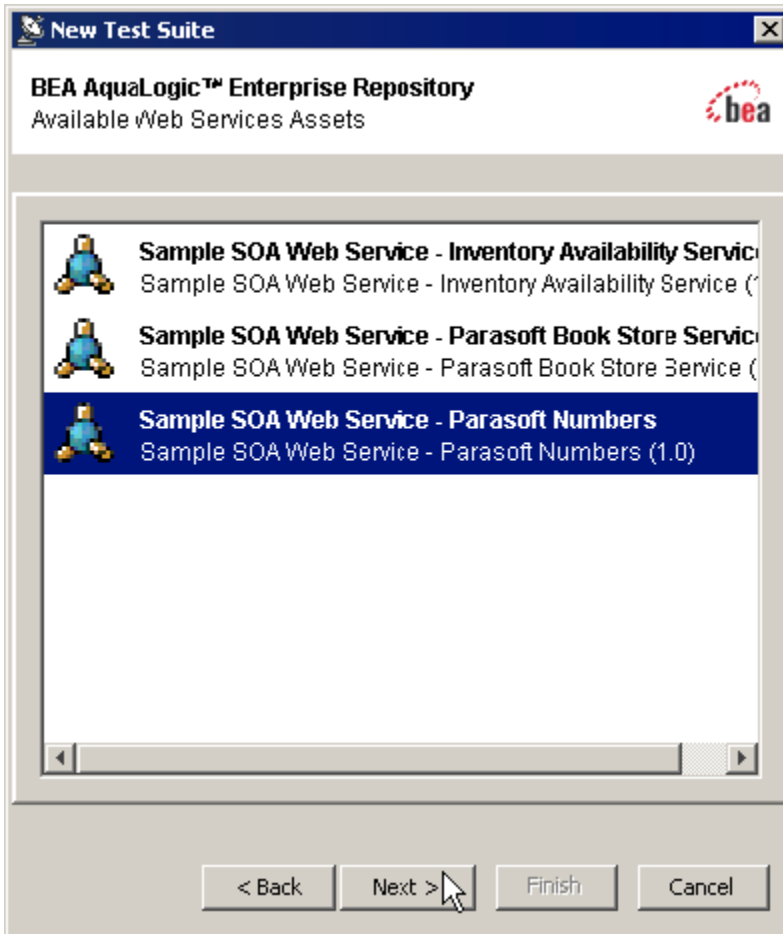 New Test Suite
BEA AquaLogic™ Enterprise Repository
Available Web Services Assets
bea
Sample SOA Web Service - Inventory Availability Servic
Sample SOA Web Service - Inventory Availability Service (
Sample SOA Web Service - Parasoft Book Store Servic
Sample SOA Web Service - Parasoft Book Store Service (
Sample SOA Web Service - Parasoft Numbers
Sample SOA Web Service - Parasoft Numbers (1.0)
< Back Next > Finish Cancel